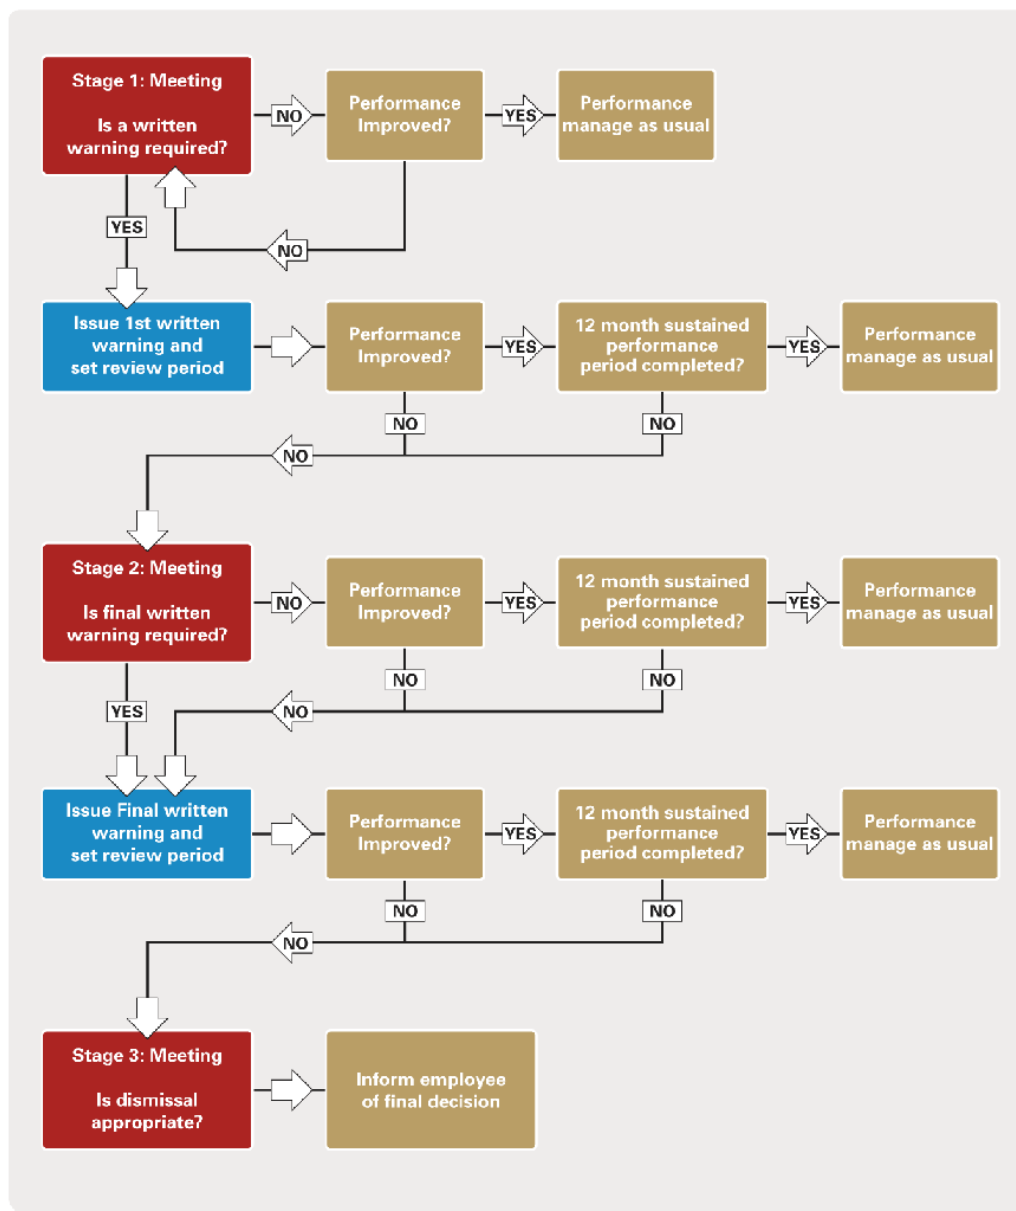 Stage 1: Meeting
Is a written
warning required?
NO
Performance
Improved?
YES
Performance
manage as usual
YES
NO
Issue 1st written
warning and
set review period
Performance
Improved?
YES
12 month sustained
performance
period completed?
YES
Performance
manage as usual
NO
NO
NO
Stage 2: Meeting
Is final written
warning required?
NO
Performance
Improved?
YES
12 month sustained
performance
period completed?
YES
Performance
manage as usual
NO
NO
YES
NO
Issue Final written
warning and
set review period
Performance
Improved?
YES
12 month sustained
performance
period completed?
YES
Performance
manage as usual
NO
NO
NO
Stage 3: Meeting
Is dismissal
appropriate?
Inform employee
of final decision